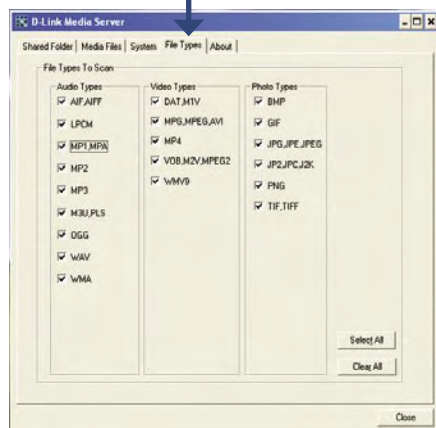 D-Link Media Server
Shared Folder Media Files System File Types About
File Types To Scan
Audio Types
AIF,AIFF
LPCM
MP1,MPA
MP2
MP3
M3U,PLS
OGG
WAV
WMA
Video Types
DAT,M1V
MPG,MPEG,AVI
MP4
VOB,M2V,MPEG2
WMV9
Photo Types
BMP
GIF
JPG,JPE,JPEG
JP2,JPC,J2K
PNG
TIF,TIFF
Select All
Clear All
Close